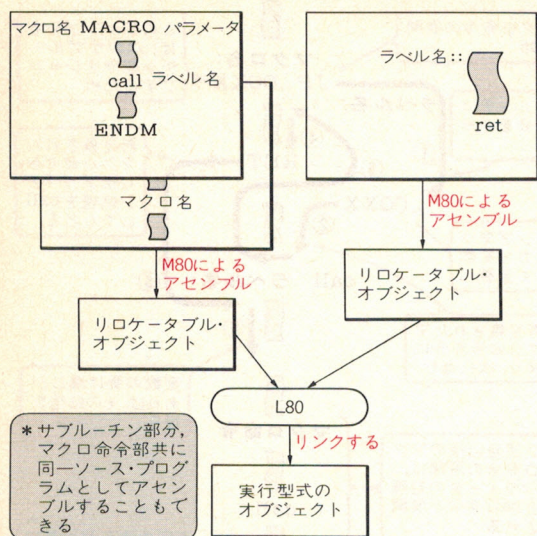 マクロ名 MACRO パラメータ
call ラベル名
ENDM
マクロ名
ラベル名::
ret
M80による
アセンブル
M80による
アセンブル
リロケータブル・
オブジェクト
リロケータブル・
オブジェクト
L80
リンクする
実行型式の
オブジェクト
*サブルーチン部分,
マクロ命令部共に
同一ソース・プログ
ラムとしてアセン
ブルすることもで
きる